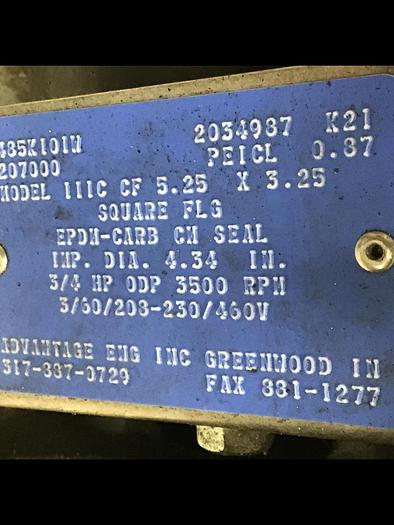 485K101N 2034987 K21
207000 PEICL 0.87
MODEL 111C CF 5.25 X 3.25
SQUARE FLG
EPDM-CARB CM SEAL
IMP. DIA. 4.34 IN.
3/4 HP ODP 3500 RPM
3/60/208-230/460V
ADVANTAGE ENG INC GREENWOOD IN
317-887-0729 FAX 881-1277